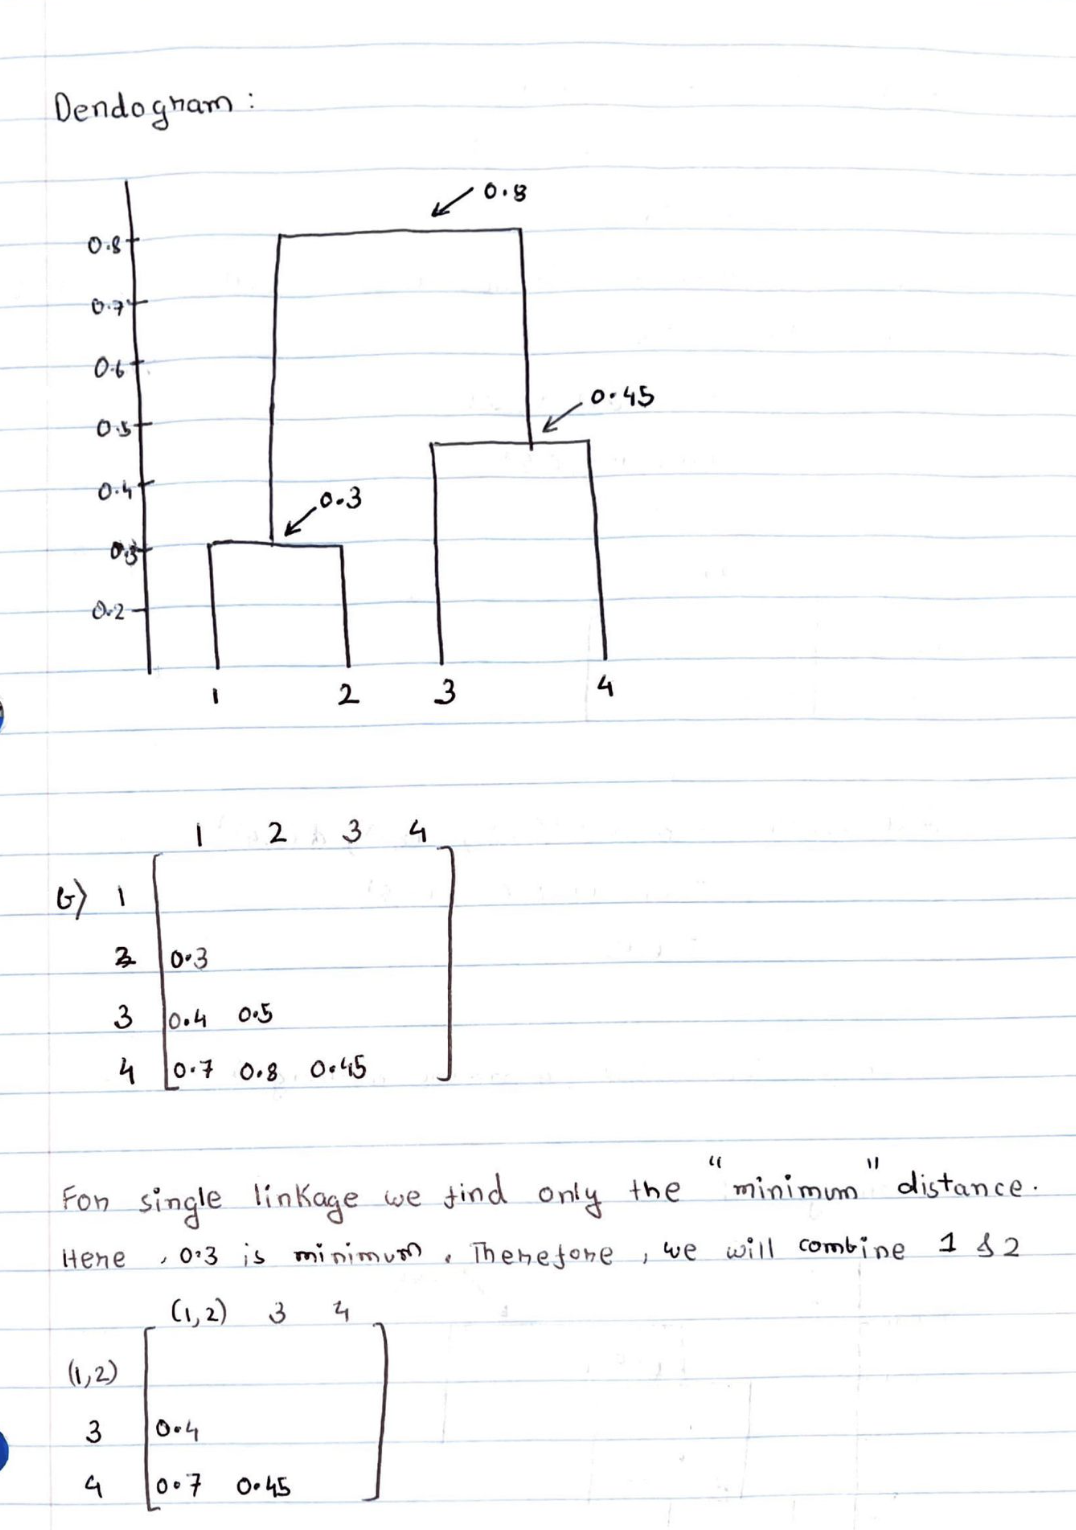 Dendogram :
0.8
0.8
0.7
0.6
0.45
0.5
0.4
0.3
0.3
0.2
1 2 3 4
1 2 3 4
b) 1
2 0.3
3 0.4 0.5
4 0.7 0.8 0.45
For single linkage we find only the "minimum" distance.
Here , 0.3 is minimum . Therefore , we will combine 1 & 2
(1,2) 3 4
(1,2)
3 0.4
4 0.7 0.45